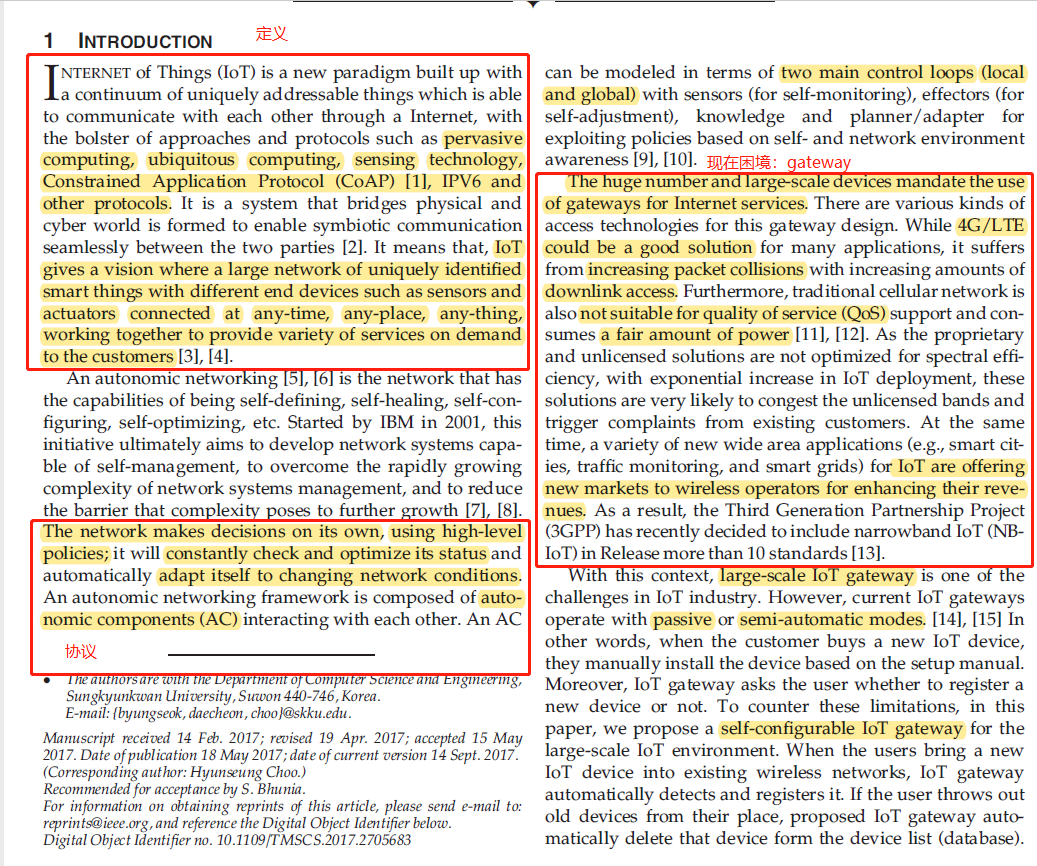 1 INTRODUCTION
定义
INTERNET of Things (IoT) is a new paradigm built up with
a continuum of uniquely addressable things which is able
to communicate with each other through a Internet, with
the bolster of approaches and protocols such as pervasive
computing, ubiquitous computing, sensing technology,
Constrained Application Protocol (CoAP) [1], IPV6 and
other protocols. It is a system that bridges physical and
cyber world is formed to enable symbiotic communication
seamlessly between the two parties [2]. It means that, IoT
gives a vision where a large network of uniquely identified
smart things with different end devices such as sensors and
actuators connected at any-time, any-place, any-thing,
working together to provide variety of services on demand
to the customers [3], [4].
An autonomic networking [5], [6] is the network that has
the capabilities of being self-defining, self-healing, self-con-
figuring, self-optimizing, etc. Started by IBM in 2001, this
initiative ultimately aims to develop network systems capa-
ble of self-management, to overcome the rapidly growing
complexity of network systems management, and to reduce
the barrier that complexity poses to further growth [7], [8].
The network makes decisions on its own, using high-level
policies; it will constantly check and optimize its status and
automatically adapt itself to changing network conditions.
An autonomic networking framework is composed of auto-
nomic components (AC) interacting with each other. An AC
协议
• The authors are with the Department of Computer Science and Engineering,
Sungkyunkwan University, Suwon 440-746, Korea.
E-mail: {byungseok, daecheon, choo}@skku.edu.
Manuscript received 14 Feb. 2017; revised 19 Apr. 2017; accepted 15 May
2017. Date of publication 18 May 2017; date of current version 14 Sept. 2017.
(Corresponding author: Hyunseung Choo.)
Recommended for acceptance by S. Bhunia.
For information on obtaining reprints of this article, please send e-mail to:
reprints@ieee.org, and reference the Digital Object Identifier below.
Digital Object Identifier no. 10.1109/TMSCS.2017.2705683
can be modeled in terms of two main control loops (local
and global) with sensors (for self-monitoring), effectors (for
self-adjustment), knowledge and planner/adapter for
exploiting policies based on self- and network environment
awareness [9], [10].
现在困境：gateway
The huge number and large-scale devices mandate the use
of gateways for Internet services. There are various kinds of
access technologies for this gateway design. While 4G/LTE
could be a good solution for many applications, it suffers
from increasing packet collisions with increasing amounts of
downlink access. Furthermore, traditional cellular network is
also not suitable for quality of service (QoS) support and con-
sumes a fair amount of power [11], [12]. As the proprietary
and unlicensed solutions are not optimized for spectral effi-
ciency, with exponential increase in IoT deployment, these
solutions are very likely to congest the unlicensed bands and
trigger complaints from existing customers. At the same
time, a variety of new wide area applications (e.g., smart cit-
ies, traffic monitoring, and smart grids) for IoT are offering
new markets to wireless operators for enhancing their reve-
nues. As a result, the Third Generation Partnership Project
(3GPP) has recently decided to include narrowband IoT (NB-
IoT) in Release more than 10 standards [13].
With this context, large-scale IoT gateway is one of the
challenges in IoT industry. However, current IoT gateways
operate with passive or semi-automatic modes. [14], [15] In
other words, when the customer buys a new IoT device,
they manually install the device based on the setup manual.
Moreover, IoT gateway asks the user whether to register a
new device or not. To counter these limitations, in this
paper, we propose a self-configurable IoT gateway for the
large-scale IoT environment. When the users bring a new
IoT device into existing wireless networks, IoT gateway
automatically detects and registers it. If the user throws out
old devices from their place, proposed IoT gateway auto-
matically delete that device form the device list (database).